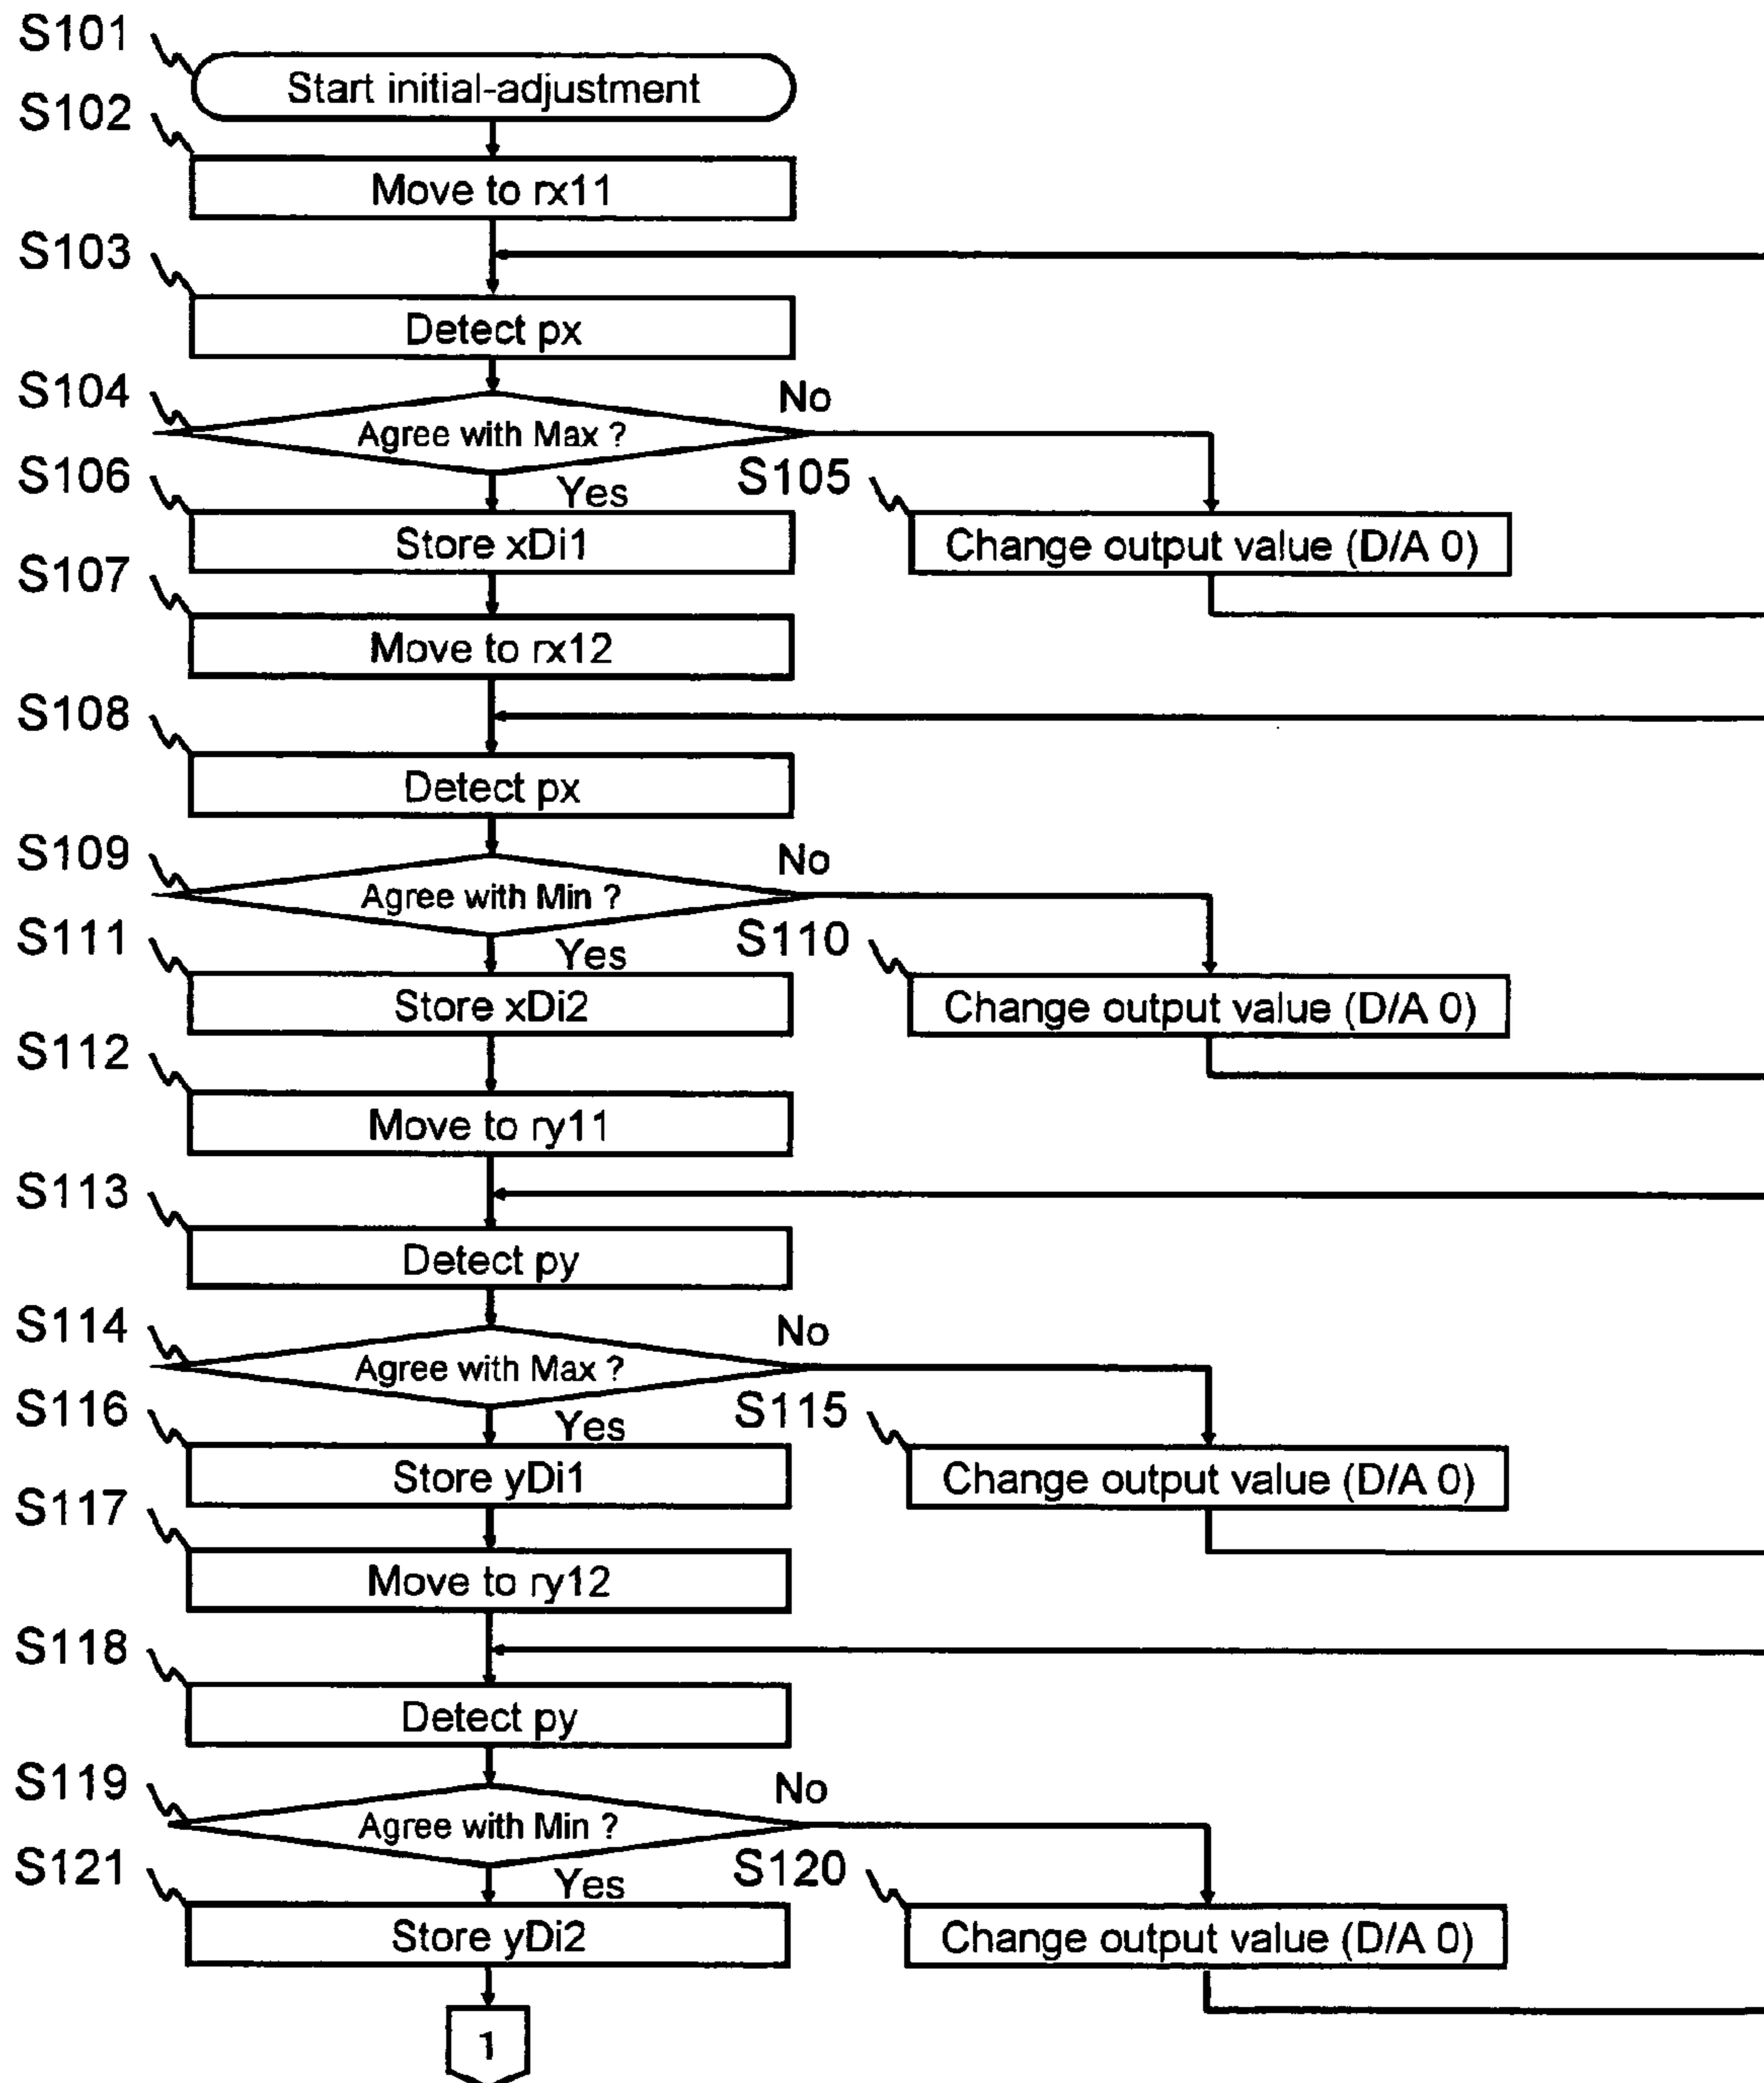 S101
Start initial-adjustment
S102
Move to rx11
S103
Detect px
S104
No
Agree with Max ?
S106
Yes
S105
Store xDi1
Change output value (D/A 0)
S107
Move to rx12
S108
Detect px
S109
No
Agree with Min ?
S111
Yes
S110
Store xDi2
Change output value (D/A 0)
S112
Move to ry11
S113
Detect py
S114
No
Agree with Max ?
S116
Yes
S115
Store yDi1
Change output value (D/A 0)
S117
Move to ry12
S118
Detect py
S119
No
Agree with Min ?
S121
Yes
S120
Store yDi2
Change output value (D/A 0)
1